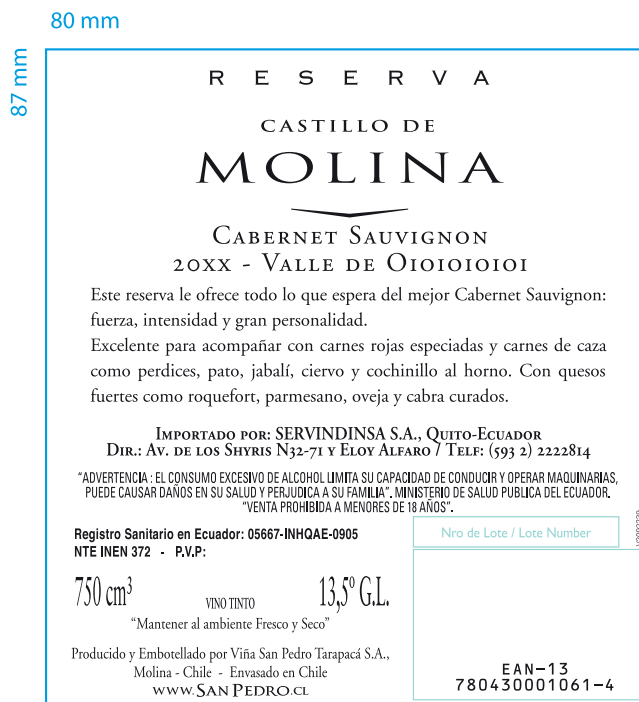 80 mm
87 mm
RESERVA
CASTILLO DE
MOLINA
CABERNET SAUVIGNON
20XX - VALLE DE OIOIOIOIOI
Este reserva le ofrece todo lo que espera del mejor Cabernet Sauvignon:
fuerza, intensidad y gran personalidad.
Excelente para acompañar con carnes rojas especiadas y carnes de caza
como perdices, pato, jabalí, ciervo y cochinillo al horno. Con quesos
fuertes como roquefort, parmesano, oveja y cabra curados.
IMPORTADO POR: SERVINDINSA S.A., QUITO-ECUADOR
DIR.: AV. DE LOS SHYRIS N32-71 Y ELOY ALFARO / TELF: (593 2) 2222814
"ADVERTENCIA : EL CONSUMO EXCESIVO DE ALCOHOL LIMITA SU CAPACIDAD DE CONDUCIR Y OPERAR MAQUINARIAS,
PUEDE CAUSAR DAÑOS EN SU SALUD Y PERJUDICA A SU FAMILIA". MINISTERIO DE SALUD PUBLICA DEL ECUADOR.
"VENTA PROHIBIDA A MENORES DE 18 AÑOS".
Registro Sanitario en Ecuador: 05667-INHQAE-0905
NTE INEN 372 - P.V.P:
Nro de Lote / Lote Number
750 cm³ VINO TINTO 13,5º G.L.
"Mantener al ambiente Fresco y Seco"
Producido y Embotellado por Viña San Pedro Tarapacá S.A.,
Molina - Chile - Envasado en Chile
WWW.SANPEDRO.CL
EAN-13
780430001061-4